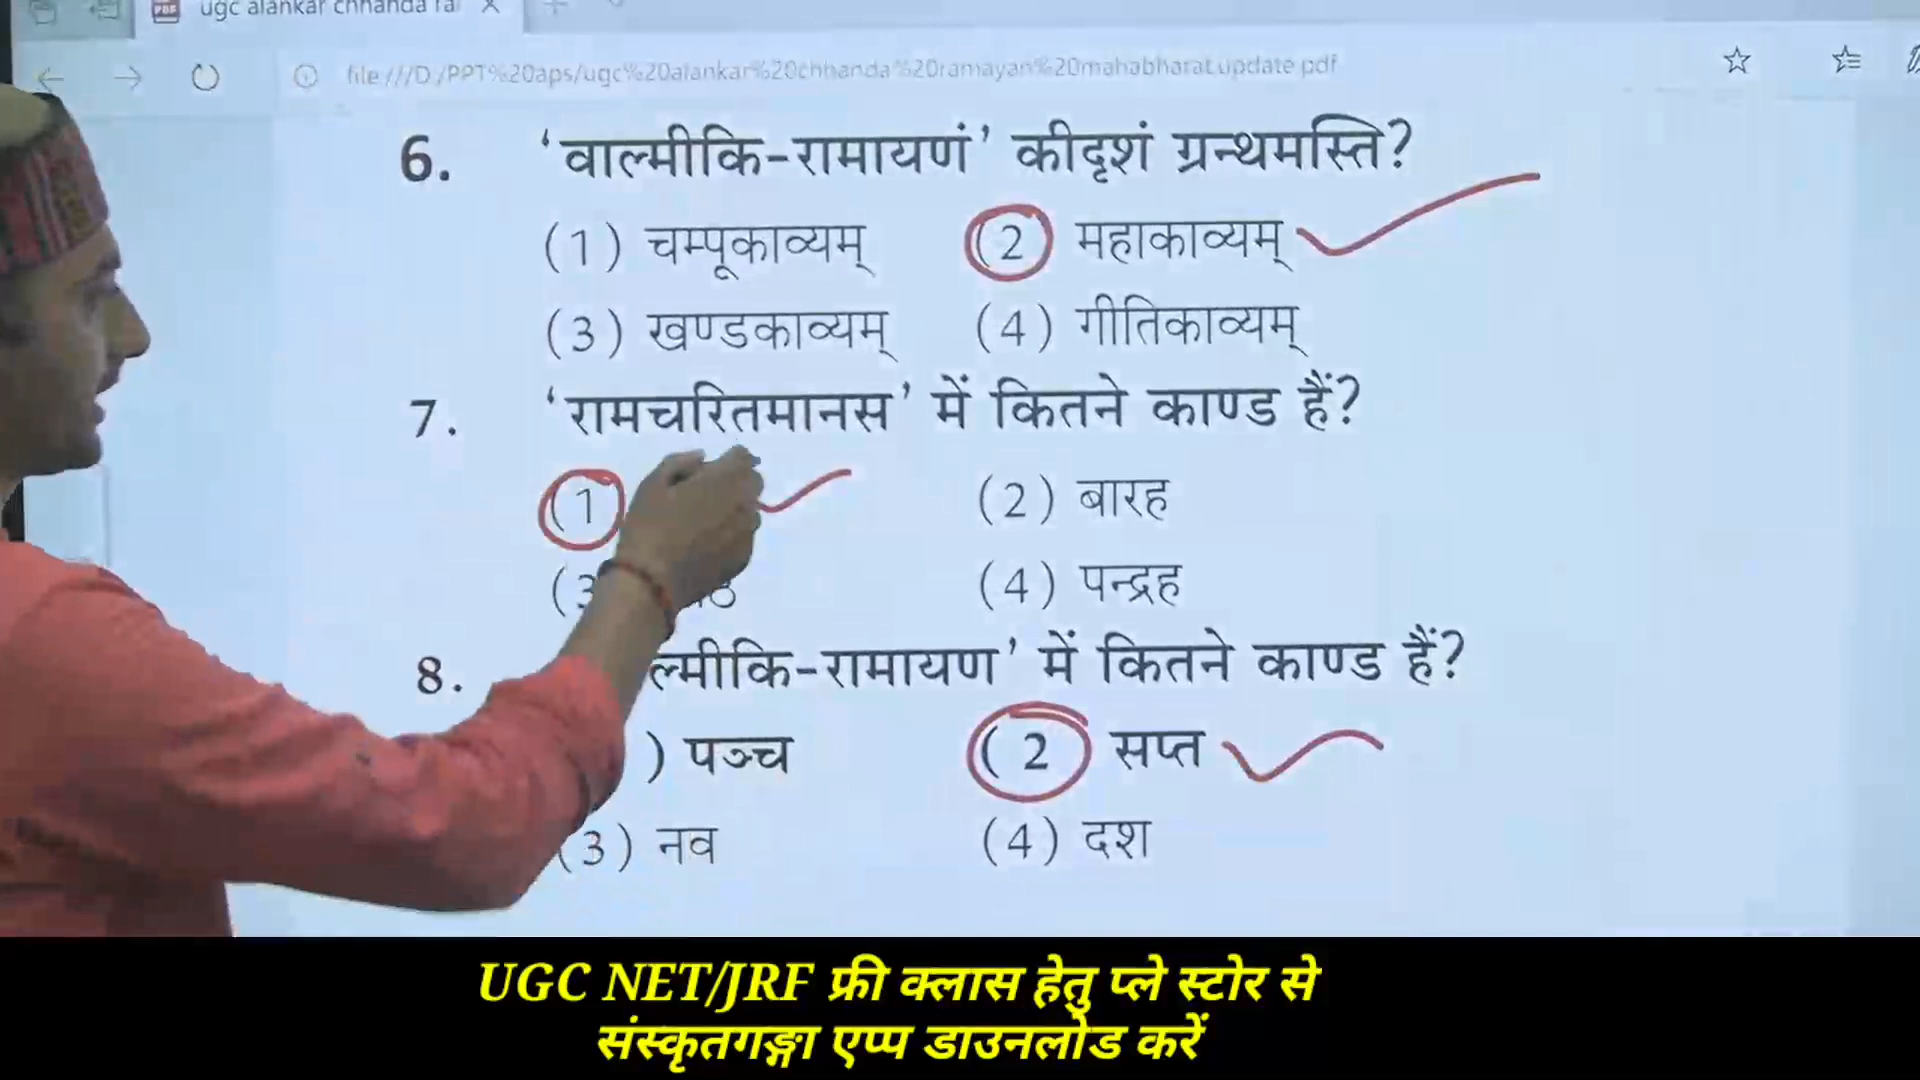 ugc alankar chhanda ra
file:///D:/PPT%20aps/ugc%20alankar%20chhanda%20ramayan%20mahabharat.update.pdf
6. ‘वाल्मीकि-रामायणं’ कीदृशं ग्रन्थमस्ति?
(1) चम्पूकाव्यम् (2) महाकाव्यम्
(3) खण्डकाव्यम् (4) गीतिकाव्यम्
7. ‘रामचरितमानस’ में कितने काण्ड हैं?
(1 (2) बारह
(3 (4) पन्द्रह
8. ल्मीकि-रामायण’ में कितने काण्ड हैं?
) पञ्च (2) सप्त
(3) नव (4) दश
UGC NET/JRF फ्री क्लास हेतु प्ले स्टोर से
संस्कृतगङ्गा एप्प डाउनलोड करें